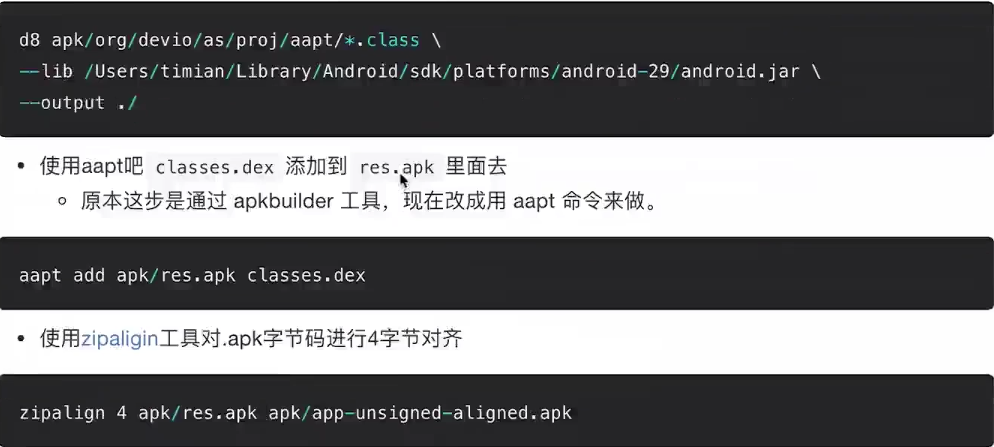 d8 apk/org/devio/as/proj/aapt/*.class \
--lib /Users/timian/Library/Android/sdk/platforms/android-29/android.jar \
--output ./
• 使用aapt吧 classes.dex 添加到 res.apk 里面去
◦ 原本这步是通过 apkbuilder 工具，现在改成用 aapt 命令来做。
aapt add apk/res.apk classes.dex
• 使用zipaligin工具对.apk字节码进行4字节对齐
zipalign 4 apk/res.apk apk/app-unsigned-aligned.apk